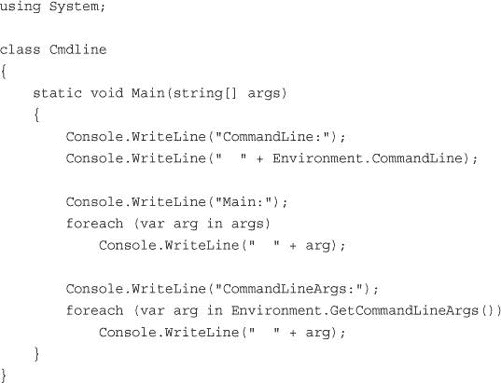 using System;
class Cmdline
{
    static void Main(string[] args)
    {
        Console.WriteLine("CommandLine:");
        Console.WriteLine("  " + Environment.CommandLine);
        Console.WriteLine("Main:");
        foreach (var arg in args)
            Console.WriteLine("  " + arg);
        Console.WriteLine("CommandLineArgs:");
        foreach (var arg in Environment.GetCommandLineArgs())
            Console.WriteLine("  " + arg);
    }
}